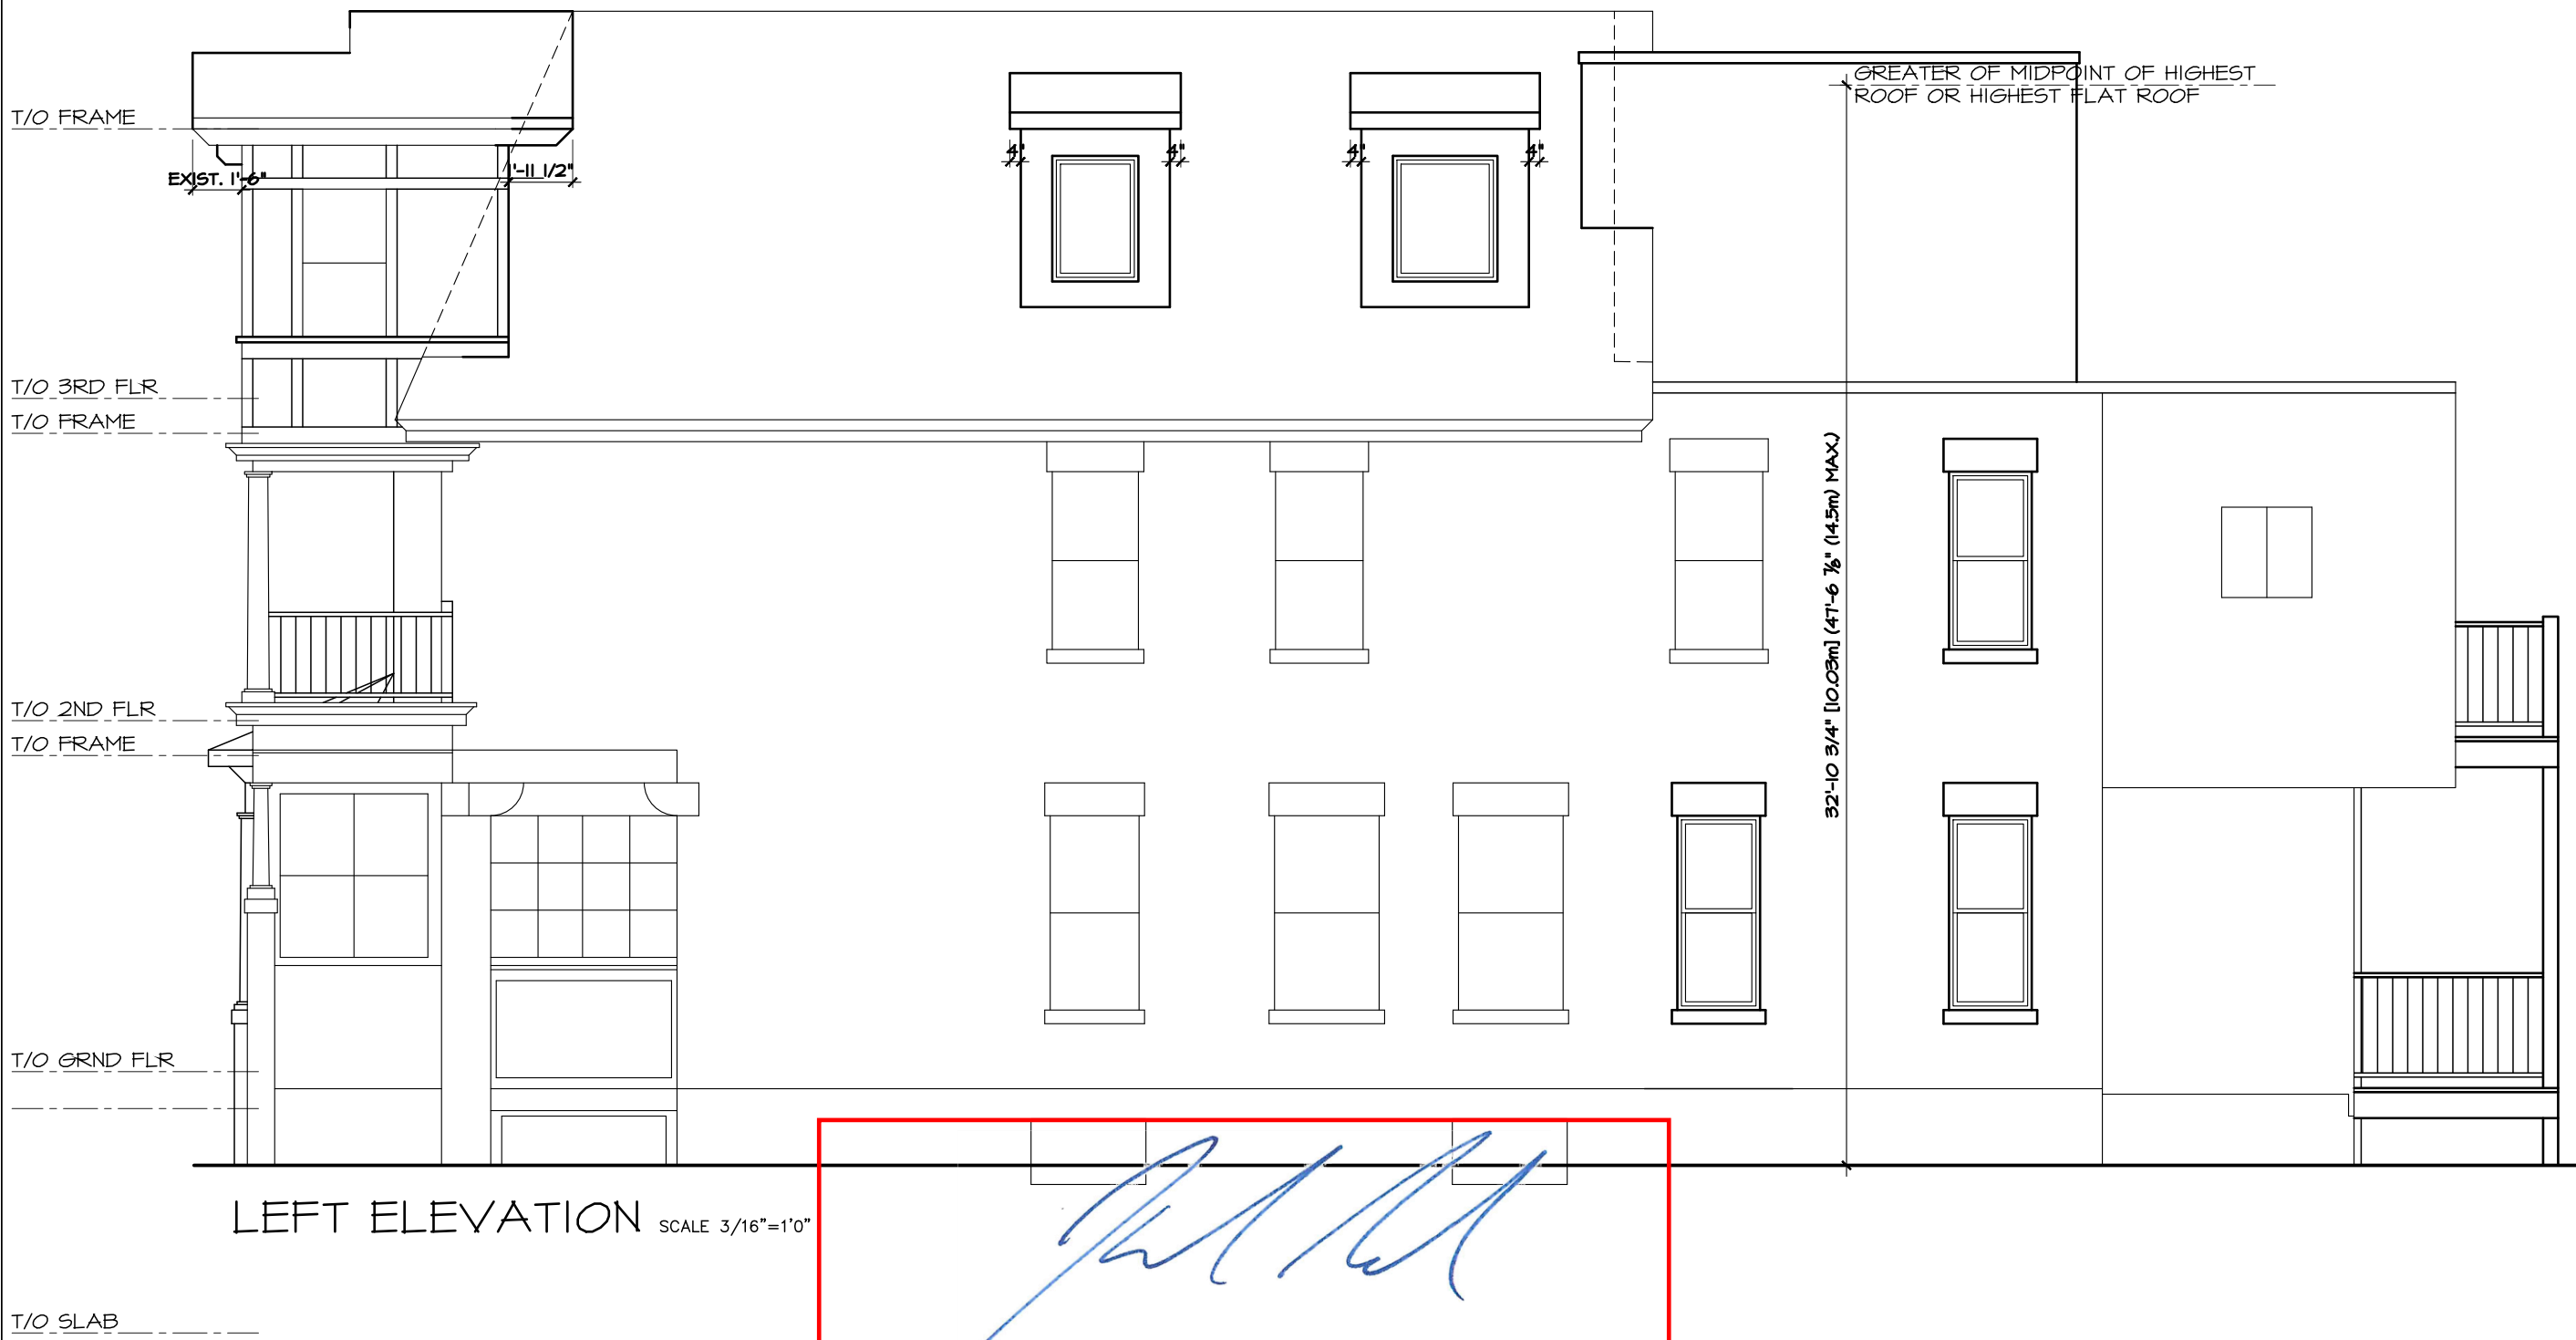 GREATER OF MIDPOINT OF HIGHEST
ROOF OR HIGHEST FLAT ROOF
T/O FRAME
4"
4"
4"
4"
EXIST. 1'-6"
1'-11 1/2"
T/O 3RD FLR
T/O FRAME
32'-10 3/4" [10.03m] (47'-6 7/8" (14.5m) MAX.)
T/O 2ND FLR
T/O FRAME
T/O GRND FLR
LEFT ELEVATION SCALE 3/16"=1'0"
T/O SLAB